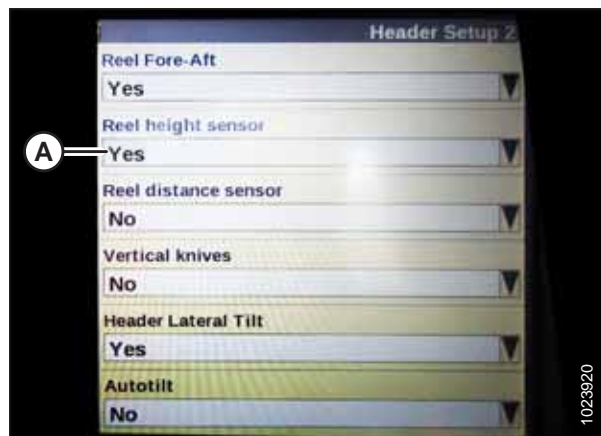 Header Setup 2
Reel Fore-Aft
Yes
Reel height sensor
A
Yes
Reel distance sensor
No
Vertical knives
No
Header Lateral Tilt
Yes
Autotilt
No
1023920